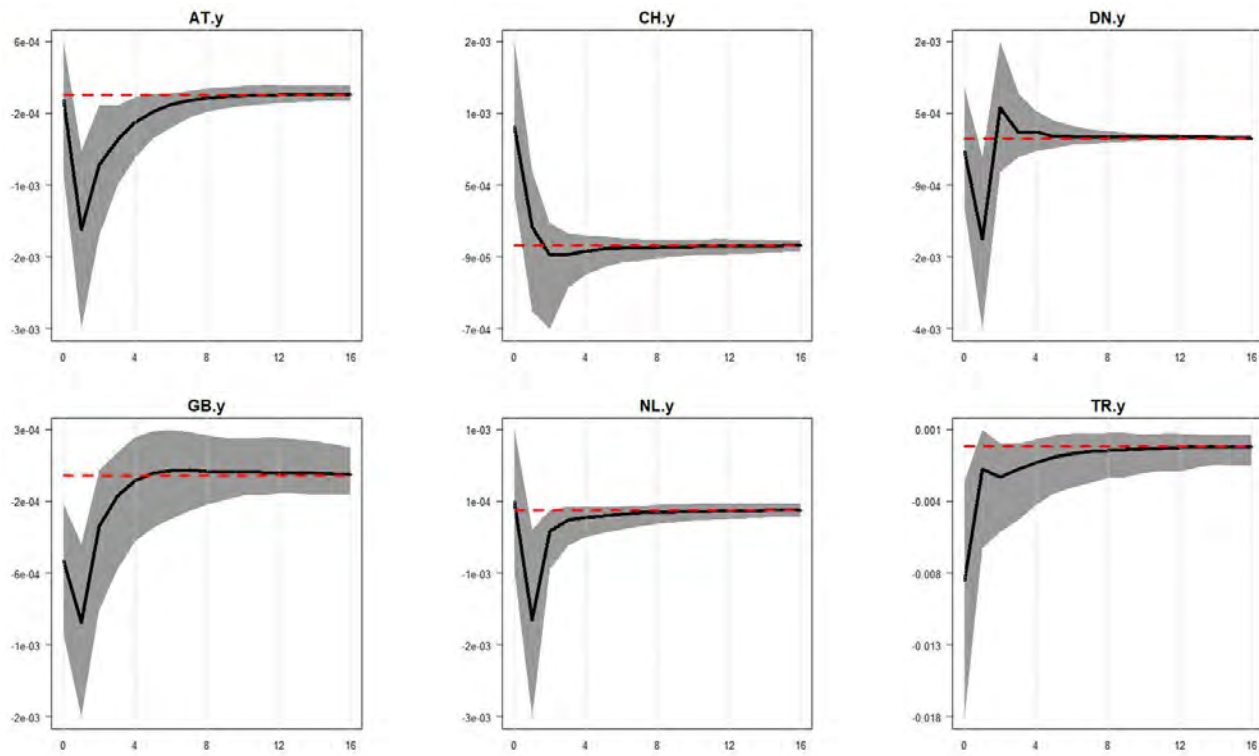 AT.y
6e-04
-2e-04
-1e-03
-2e-03
-3e-03
0 4 8 12 16
CH.y
2e-03
1e-03
5e-04
-9e-05
-7e-04
0 4 8 12 16
DN.y
2e-03
5e-04
-9e-04
-2e-03
-4e-03
0 4 8 12 16
GB.y
3e-04
-2e-04
-6e-04
-1e-03
-2e-03
0 4 8 12 16
NL.y
1e-03
1e-04
-1e-03
-2e-03
-3e-03
0 4 8 12 16
TR.y
0.001
-0.004
-0.008
-0.013
-0.018
0 4 8 12 16